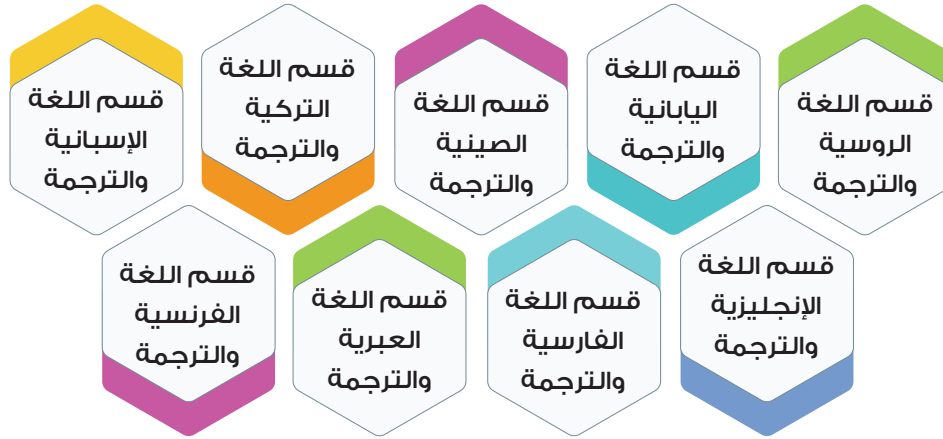 قسم اللغة
الروسية
والترجمة
قسم اللغة
اليابانية
والترجمة
قسم اللغة
الصينية
والترجمة
قسم اللغة
التركية
والترجمة
قسم اللغة
الإسبانية
والترجمة
قسم اللغة
الإنجليزية
والترجمة
قسم اللغة
الفارسية
والترجمة
قسم اللغة
العبرية
والترجمة
قسم اللغة
الفرنسية
والترجمة